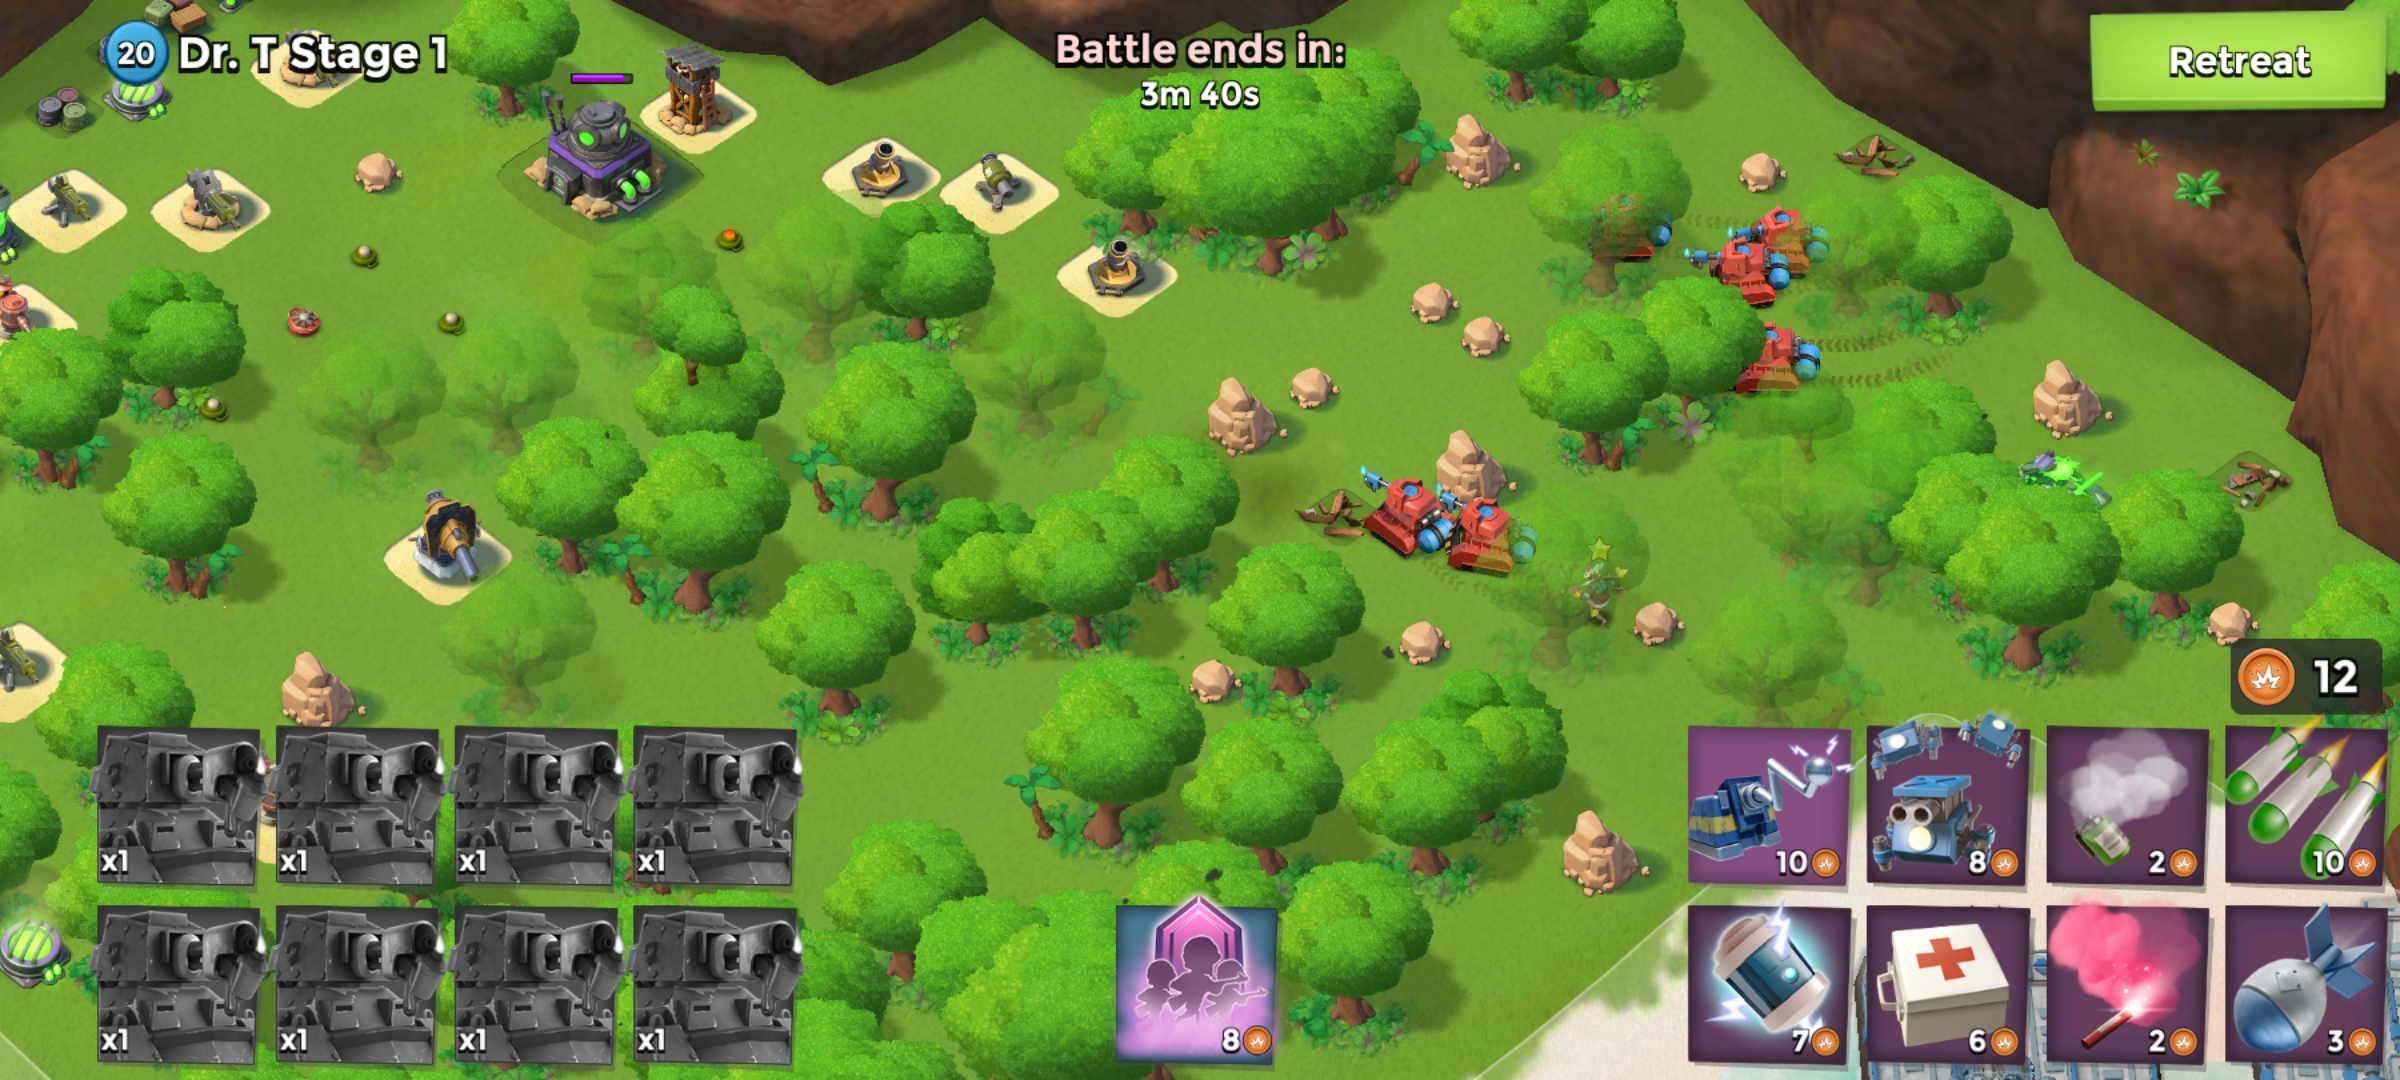 20 Dr. T Stage 1
Battle ends in:
3m 40s
Retreat
12
x1 x1 x1 x1
10 8 2 10
x1 x1 x1 x1
8
7 6 2 3